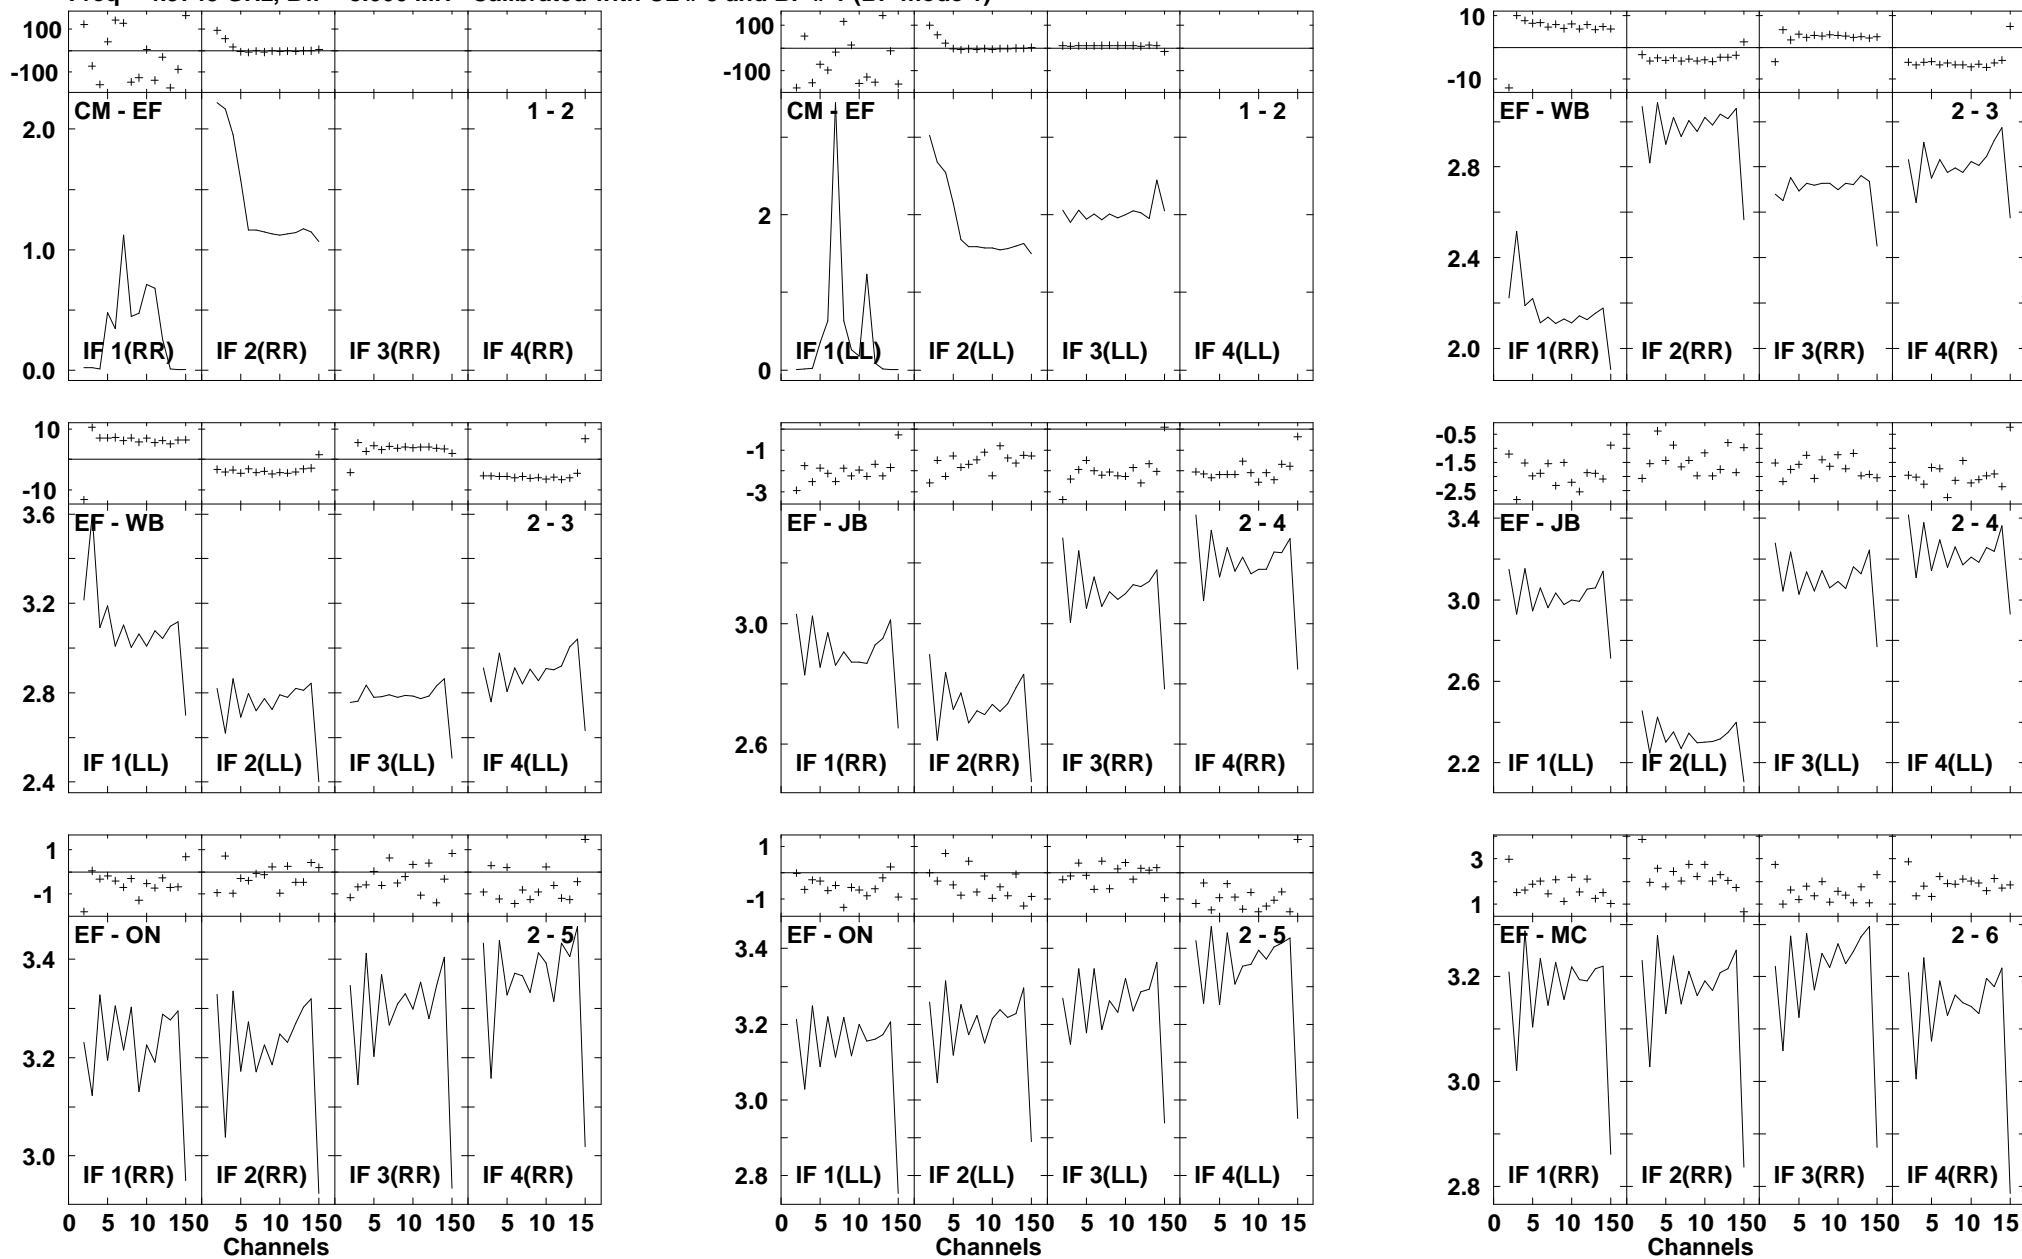 100
-100
CM - EF
1 - 2
2.0
1.0
0.0
IF 1(RR)
IF 2(RR)
IF 3(RR)
IF 4(RR)
100
-100
CM - EF
1 - 2
2
0
IF 1(LL)
IF 2(LL)
IF 3(LL)
IF 4(LL)
10
-10
EF - WB
2 - 3
2.8
2.4
2.0
IF 1(RR)
IF 2(RR)
IF 3(RR)
IF 4(RR)
10
-10
3.6
EF - WB
2 - 3
3.2
2.8
2.4
IF 1(LL)
IF 2(LL)
IF 3(LL)
IF 4(LL)
-1
-3
EF - JB
2 - 4
3.0
2.6
IF 1(RR)
IF 2(RR)
IF 3(RR)
IF 4(RR)
-0.5
-1.5
-2.5
3.4
EF - JB
2 - 4
3.0
2.6
2.2
IF 1(LL)
IF 2(LL)
IF 3(LL)
IF 4(LL)
1
-1
EF - ON
2 - 5
3.4
3.2
3.0
IF 1(RR)
IF 2(RR)
IF 3(RR)
IF 4(RR)
0 5 10 150 5 10 150 5 10 150 5 10 15
Channels
1
-1
EF - ON
2 - 5
3.4
3.2
3.0
2.8
IF 1(LL)
IF 2(LL)
IF 3(LL)
IF 4(LL)
0 5 10 150 5 10 150 5 10 150 5 10 15
Channels
3
1
EF - MC
2 - 6
3.2
3.0
2.8
IF 1(RR)
IF 2(RR)
IF 3(RR)
IF 4(RR)
0 5 10 150 5 10 150 5 10 150 5 10 15
Channels